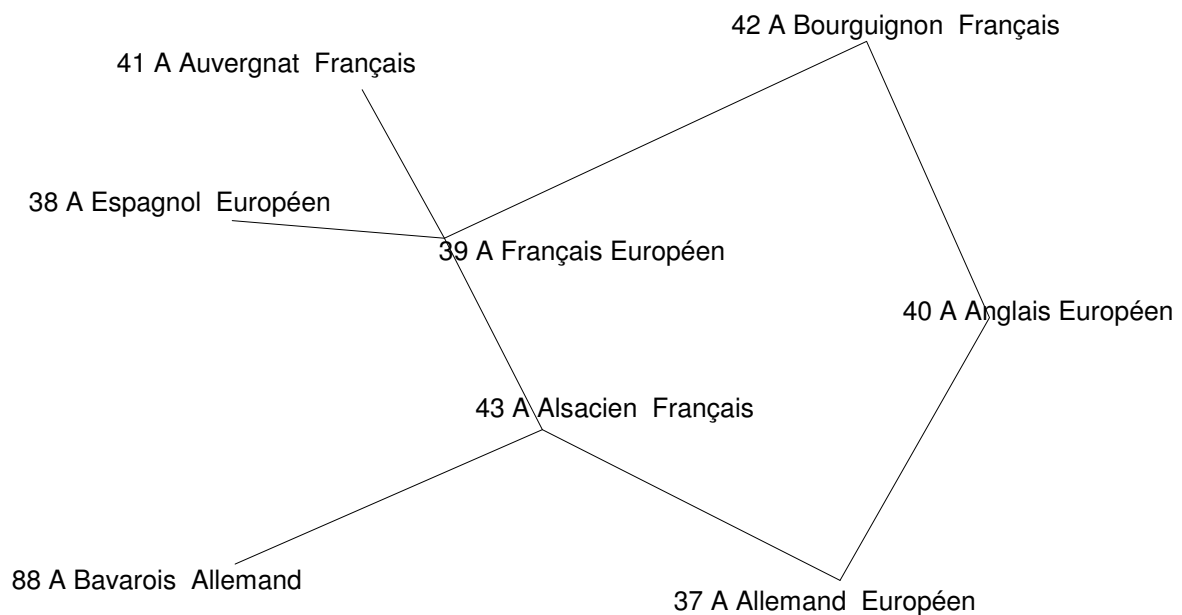 42 A Bourguignon Français
41 A Auvergnat Français
38 A Espagnol Européen
39 A Français Européen
40 A Anglais Européen
43 A Alsacien Français
88 A Bavarois Allemand
37 A Allemand Européen